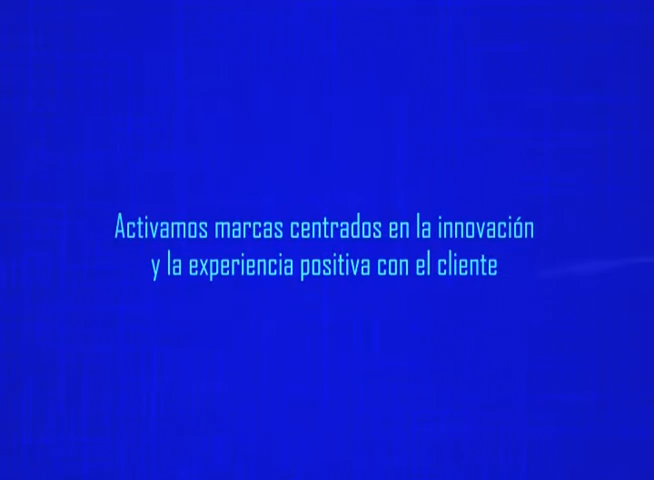 Activamos marcas centrados en la innovación
y la experiencia positiva con el cliente